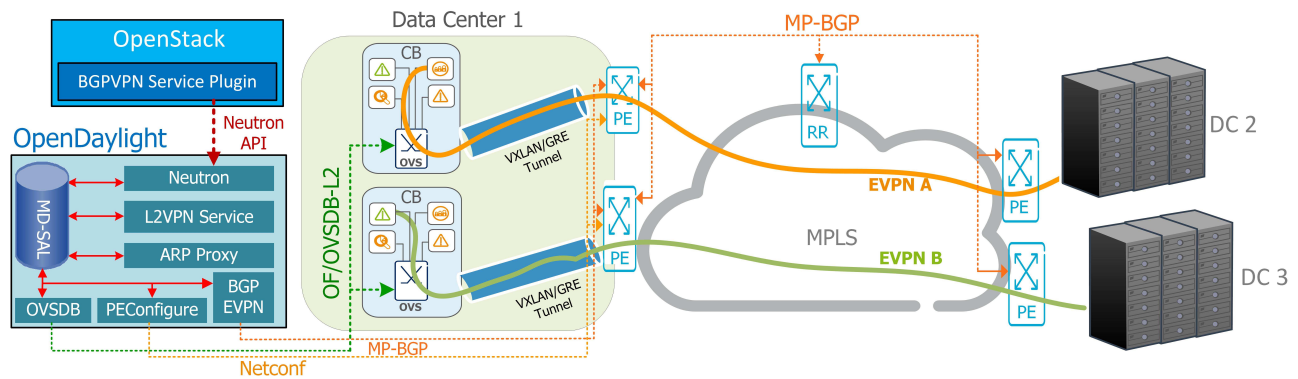 OpenStack
BGPVPN Service Plugin
Neutron
API
OpenDaylight
MD-SAL
Neutron
L2VPN Service
ARP Proxy
BGP
EVPN
OVSDB
PEConfigure
Netconf
MP-BGP
OF/OVSDB-L2
Data Center 1
CB
ovs
VXLAN/GRE
Tunnel
PE
CB
ovs
VXLAN/GRE
Tunnel
PE
MP-BGP
RR
EVPN A
MPLS
EVPN B
PE
PE
DC 2
DC 3